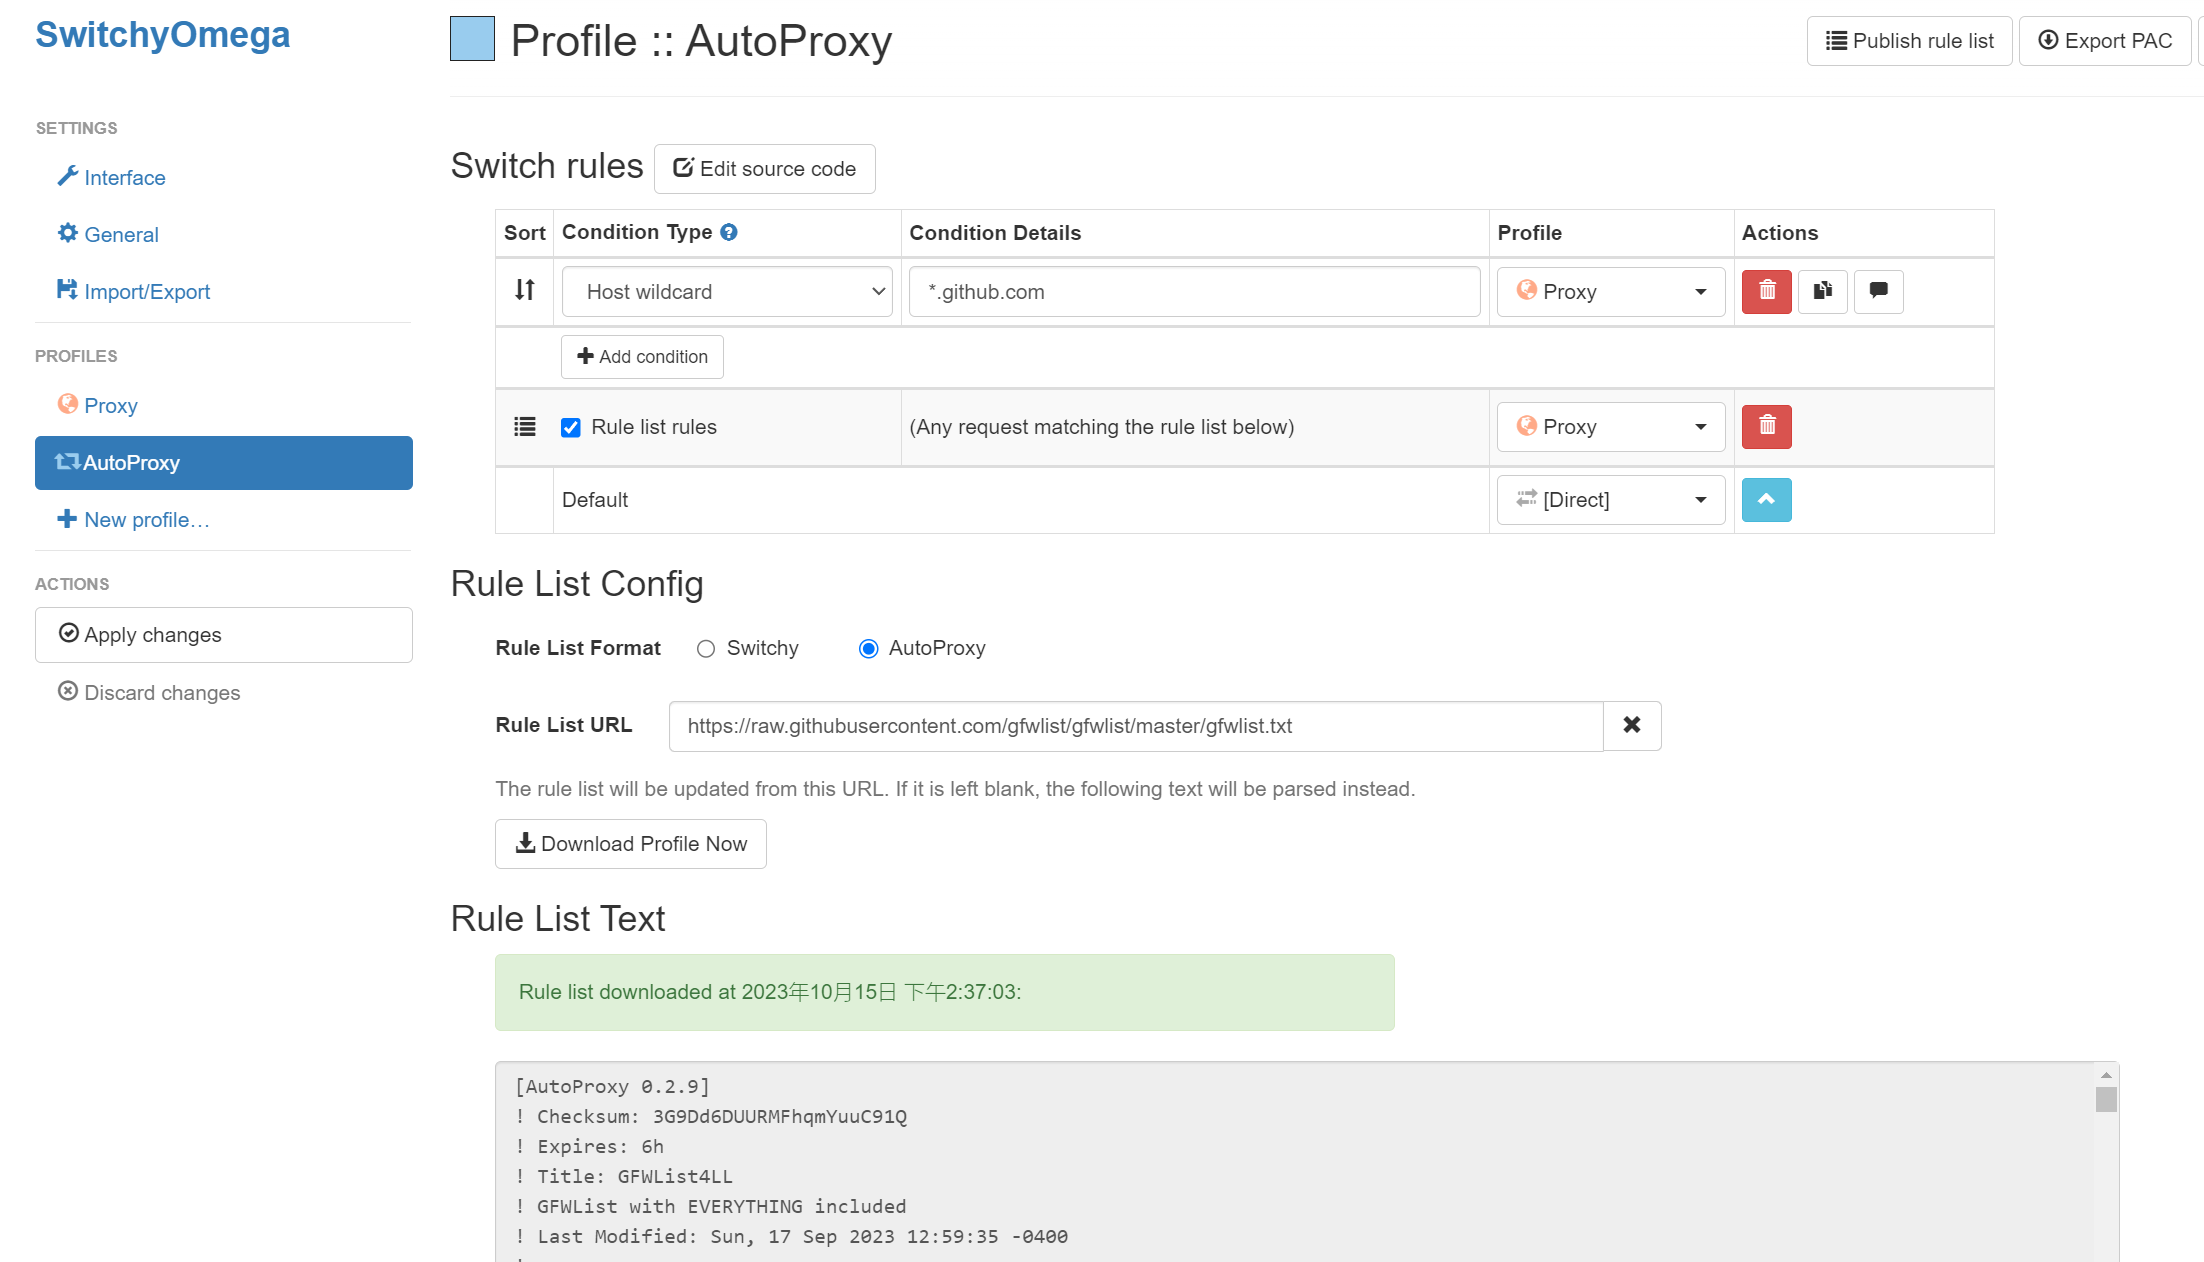 SwitchyOmega
Profile :: AutoProxy
Publish rule list
Export PAC
SETTINGS
Interface
General
Import/Export
PROFILES
Proxy
AutoProxy
New profile…
ACTIONS
Apply changes
Discard changes
Switch rules
Edit source code
Sort Condition Type Condition Details Profile Actions
Host wildcard *.github.com Proxy
Add condition
Rule list rules (Any request matching the rule list below) Proxy
Default [Direct]
Rule List Config
Rule List Format Switchy AutoProxy
Rule List URL https://raw.githubusercontent.com/gfwlist/gfwlist/master/gfwlist.txt
The rule list will be updated from this URL. If it is left blank, the following text will be parsed instead.
Download Profile Now
Rule List Text
Rule list downloaded at 2023年10月15日 下午2:37:03:
[AutoProxy 0.2.9]
! Checksum: 3G9Dd6DUURMFhqmYuuC91Q
! Expires: 6h
! Title: GFWList4LL
! GFWList with EVERYTHING included
! Last Modified: Sun, 17 Sep 2023 12:59:35 -0400